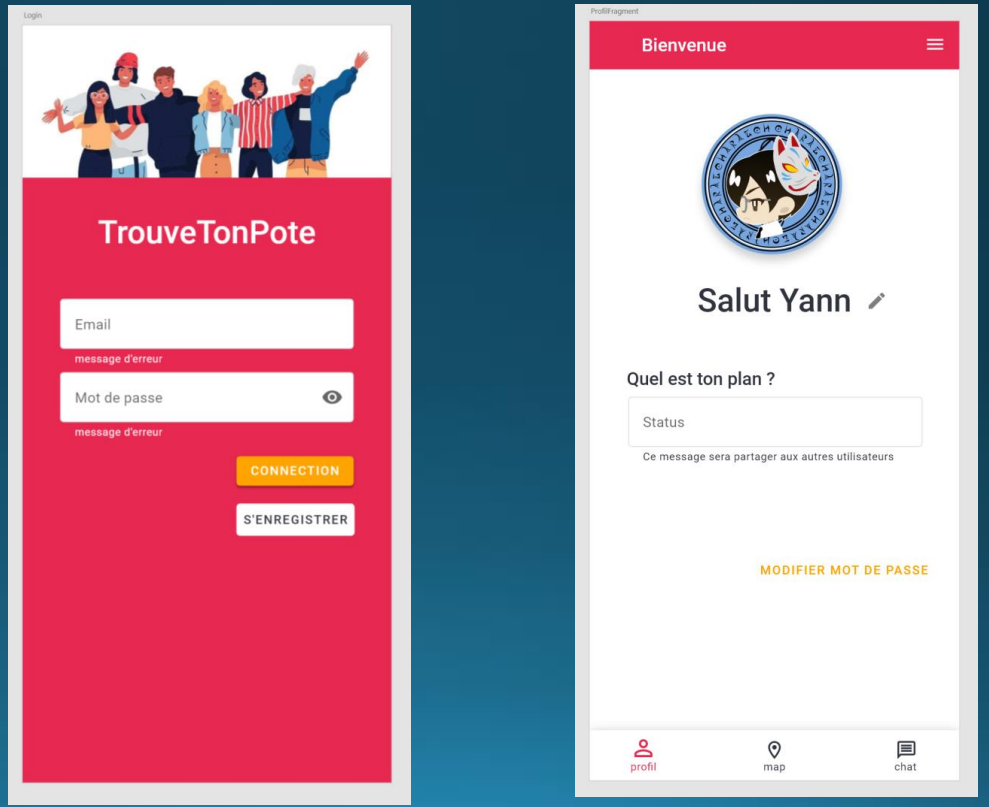 Login
TrouveTonPote
Email
message d'erreur
Mot de passe
message d'erreur
CONNECTION
S'ENREGISTRER
ProfilFragment
Bienvenue
Salut Yann
Quel est ton plan ?
Status
Ce message sera partager aux autres utilisateurs
MODIFIER MOT DE PASSE
profil
map
chat